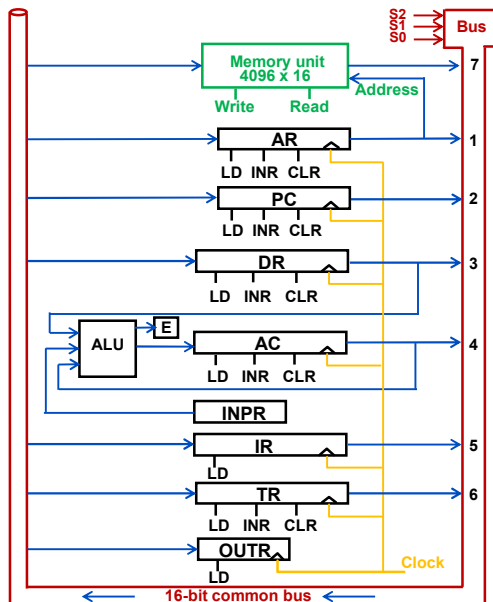 S2
S1
S0
Bus
Memory unit
4096 x 16
7
Address
Write Read
AR
1
LD INR CLR
PC
2
LD INR CLR
DR
3
LD INR CLR
E
ALU
AC
4
LD INR CLR
INPR
IR
5
LD
TR
6
LD INR CLR
OUTR
Clock
LD
16-bit common bus